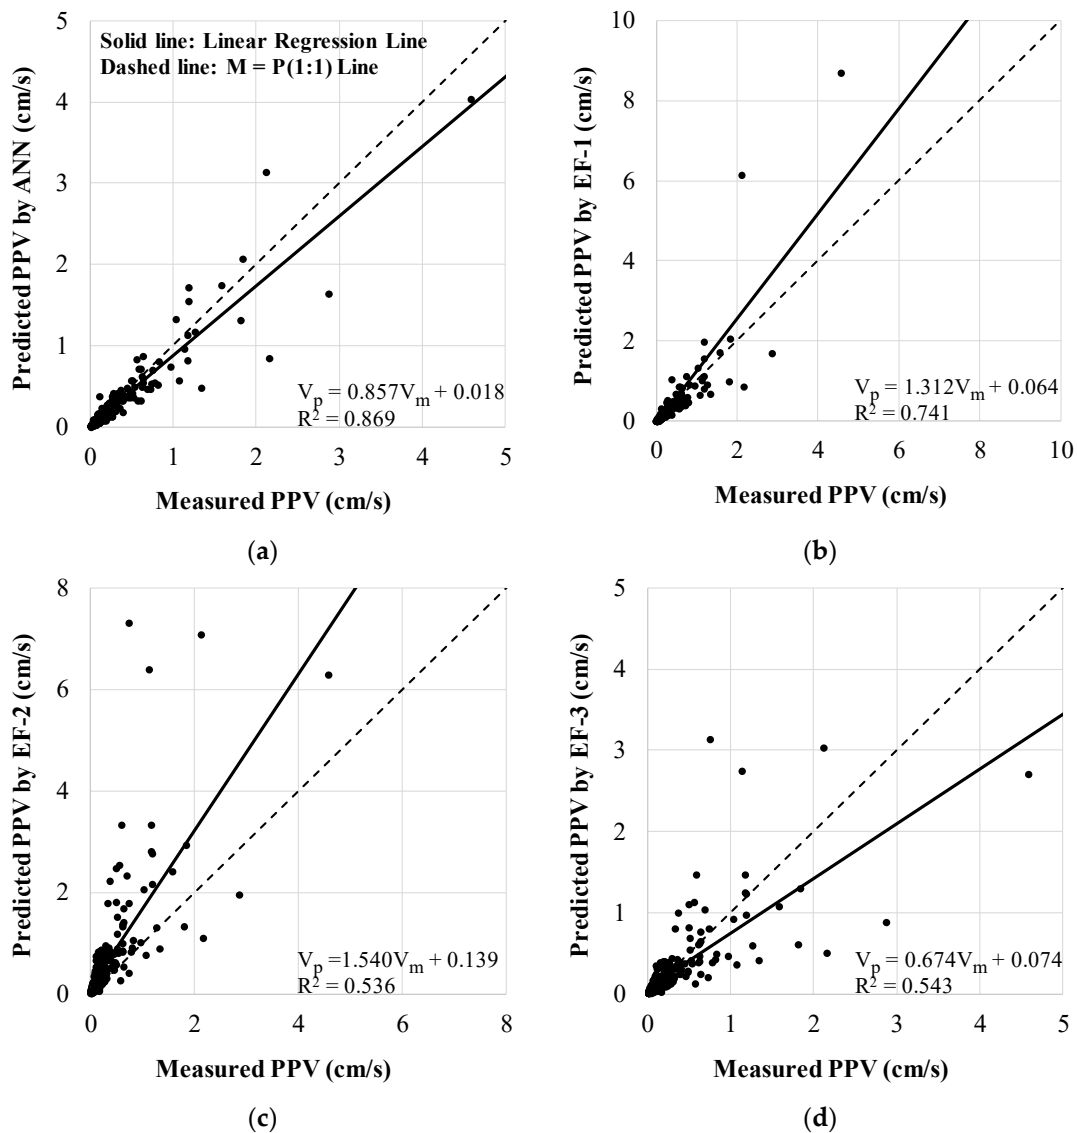 Predicted PPV by ANN (cm/s)
5
4
3
2
1
0
Solid line: Linear Regression Line
Dashed line: M = P(1:1) Line
V_p = 0.857V_m + 0.018
R² = 0.869
0 1 2 3 4 5
Measured PPV (cm/s)
(a)
Predicted PPV by EF-1 (cm/s)
10
8
6
4
2
0
V_p = 1.312V_m + 0.064
R² = 0.741
0 2 4 6 8 10
Measured PPV (cm/s)
(b)
Predicted PPV by EF-2 (cm/s)
8
6
4
2
0
V_p =1.540V_m + 0.139
R² = 0.536
0 2 4 6 8
Measured PPV (cm/s)
(c)
Predicted PPV by EF-3 (cm/s)
5
4
3
2
1
0
V_p = 0.674V_m + 0.074
R² = 0.543
0 1 2 3 4 5
Measured PPV (cm/s)
(d)